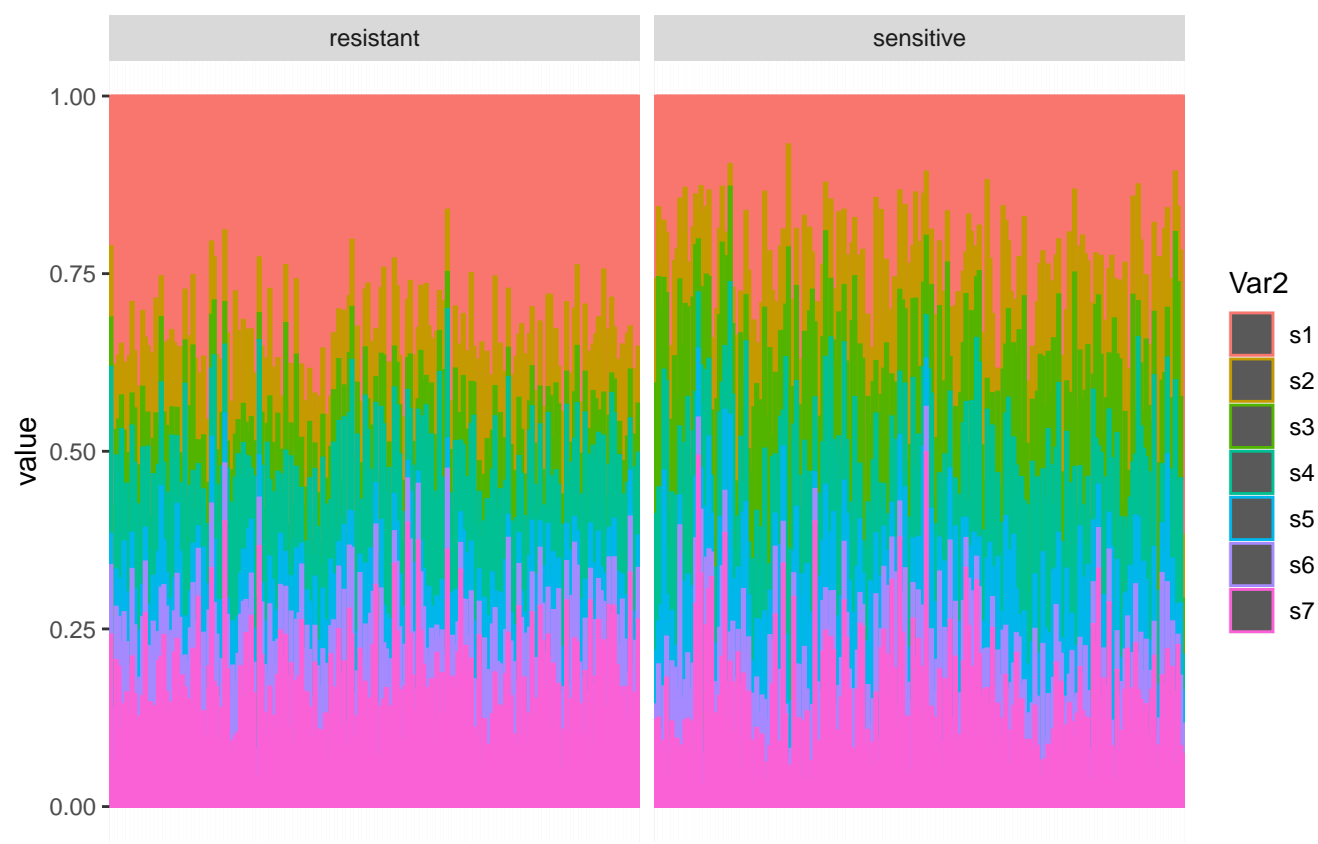 resistant
sensitive
1.00
0.75
0.50
0.25
0.00
value
Var2
s1
s2
s3
s4
s5
s6
s7